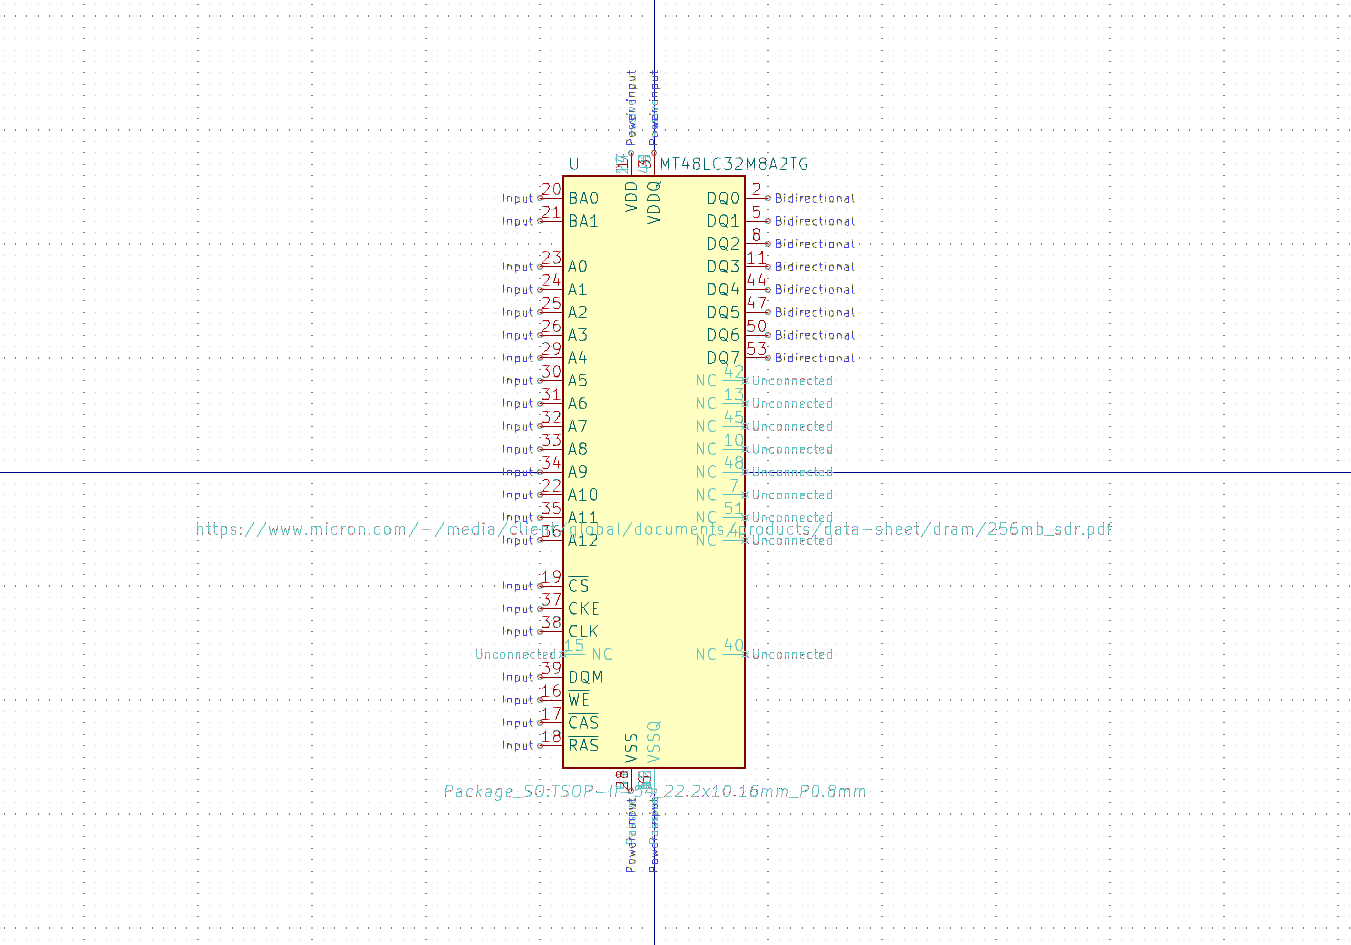 Power input
Power input
U MT48LC32M8A2TG
VDD VDDQ
Input 20 BA0 DQ0 2 Bidirectional
Input 21 BA1 DQ1 5 Bidirectional
DQ2 8 Bidirectional
Input 23 A0 DQ3 11 Bidirectional
Input 24 A1 DQ4 44 Bidirectional
Input 25 A2 DQ5 47 Bidirectional
Input 26 A3 DQ6 50 Bidirectional
Input 29 A4 DQ7 53 Bidirectional
Input 30 A5 NC 42 Unconnected
Input 31 A6 NC 13 Unconnected
Input 32 A7 NC 45 Unconnected
Input 33 A8 NC 10 Unconnected
Input 34 A9 NC 48 Unconnected
Input 22 A10 NC 7 Unconnected
Input 35 A11 NC 51 Unconnected
https://www.micron.com/~/media/client/global/documents/products/data-sheet/dram/256mb_sdr.pdf
Input 36 A12 NC Unconnected
Input 19 CS
Input 37 CKE
Input 38 CLK
Unconnected 15 NC NC 40 Unconnected
Input 39 DQM
Input 16 WE
Input 17 CAS
Input 18 RAS
VSS VSSQ
28
Package_SO:TSOP-II-54_22.2x10.16mm_P0.8mm
Power input
Power input